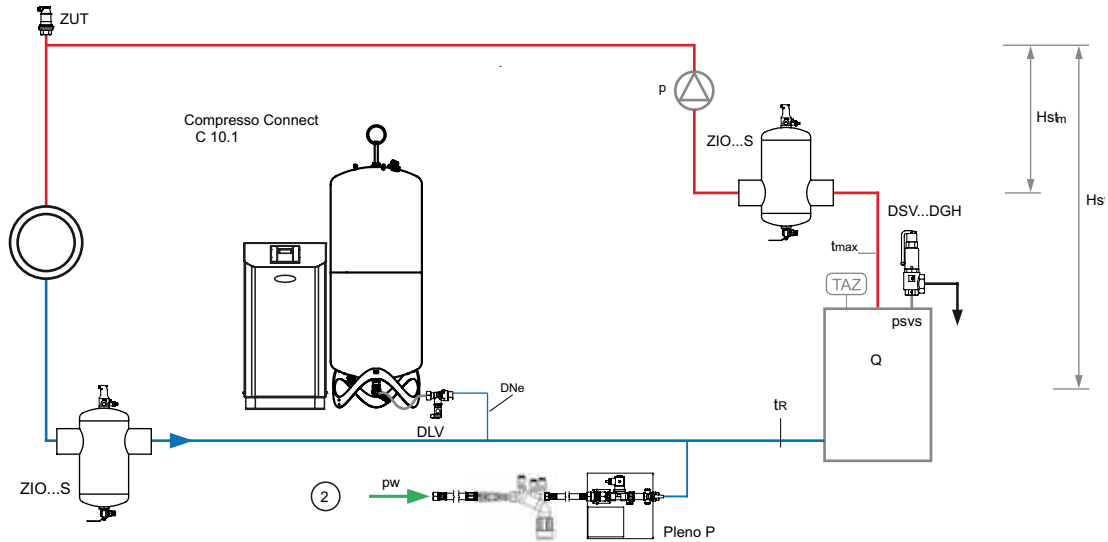 ZUT
Compresso Connect
C 10.1
p
ZIO...S
Hstm
Hs
DSV...DGH
tmax
TAZ
psvs
Q
DNe
DLV
tR
ZIO...S
2
pw
Pleno P